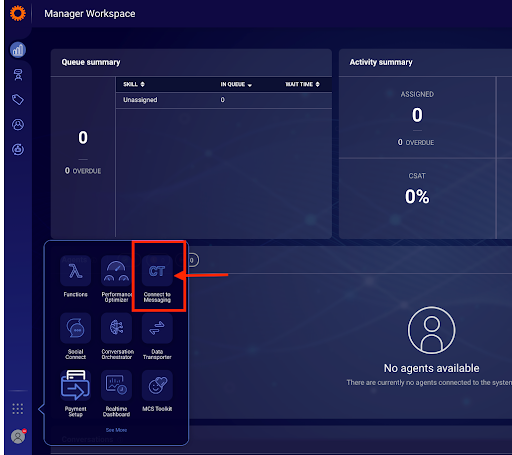 Manager Workspace
Queue summary
SKILL IN QUEUE WAIT TIME
Unassigned 0
0
0 OVERDUE
Activity summary
ASSIGNED
0
0 OVERDUE
CSAT
0%
0
Functions
Performance Optimizer
CT
Connect to Messaging
Social Connect
Conversation Orchestrator
Data Transporter
Payment Setup
Realtime Dashboard
MCS Toolkit
See More
No agents available
There are currently no agents connected to the system